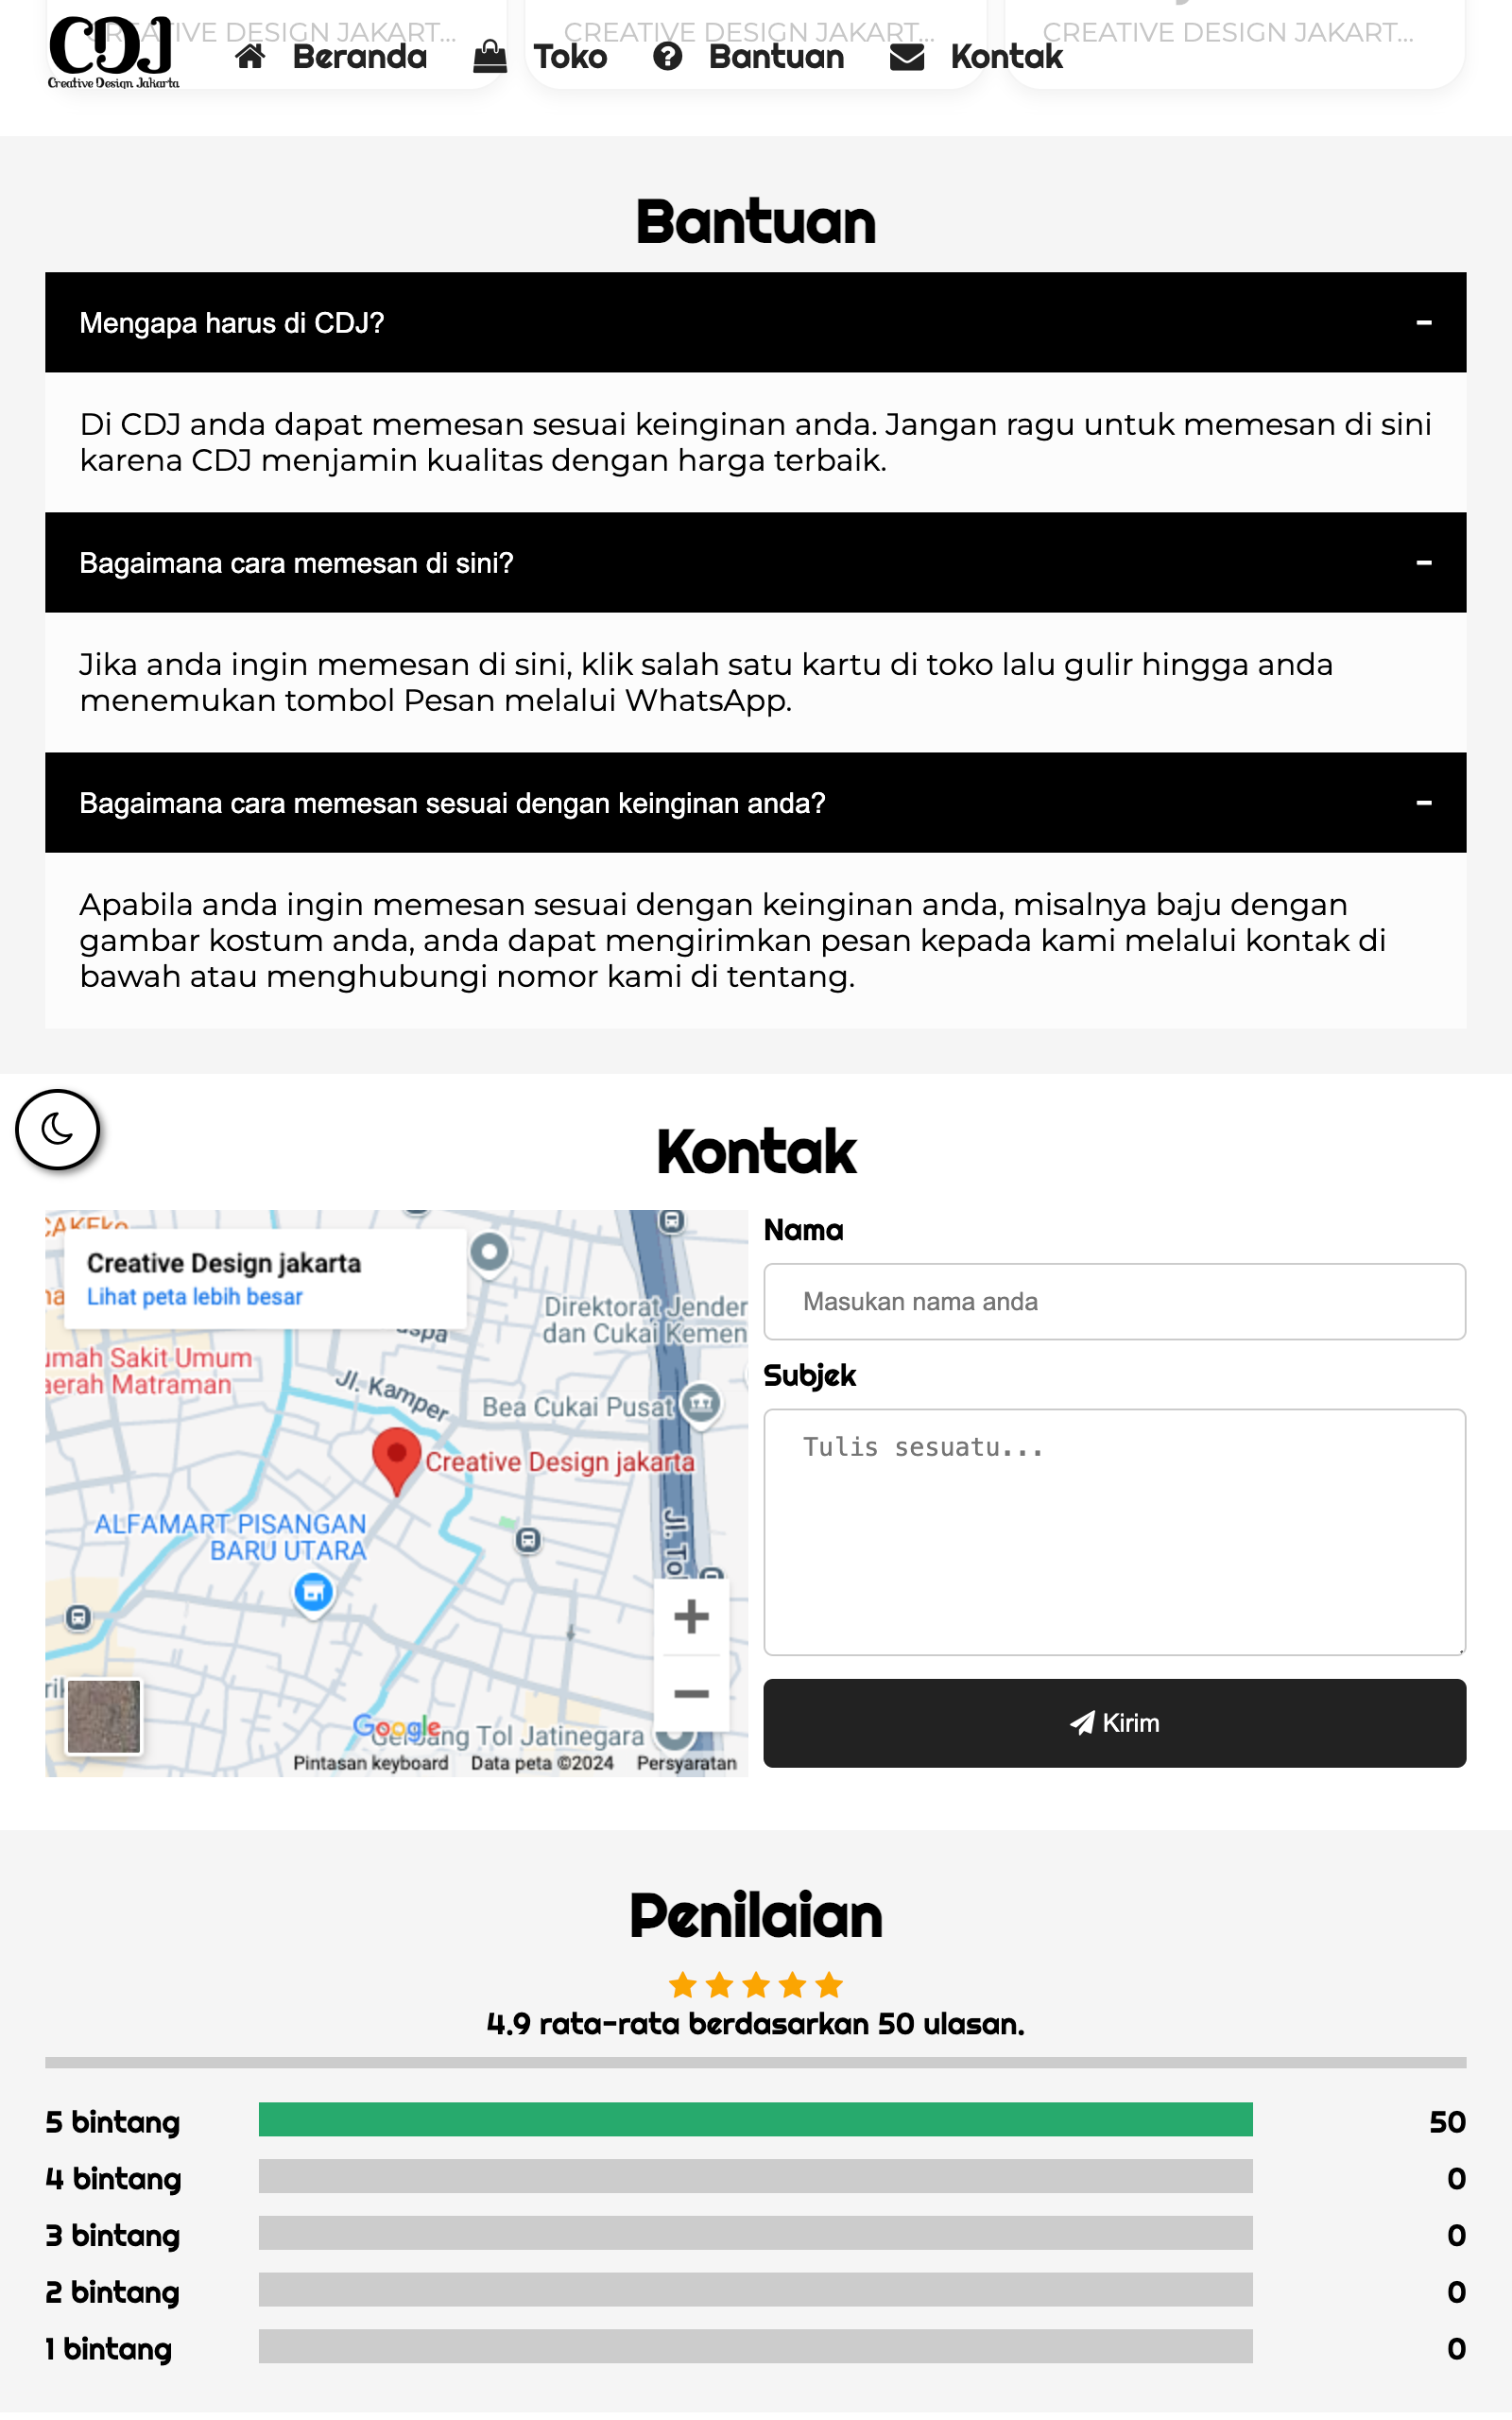 CREATIVE DESIGN JAKART... CREATIVE DESIGN JAKART... CREATIVE DESIGN JAKART...
CDJ
Creative Design Jakarta
Beranda Toko Bantuan Kontak
Bantuan
Mengapa harus di CDJ?
Di CDJ anda dapat memesan sesuai keinginan anda. Jangan ragu untuk memesan di sini
karena CDJ menjamin kualitas dengan harga terbaik.
Bagaimana cara memesan di sini?
Jika anda ingin memesan di sini, klik salah satu kartu di toko lalu gulir hingga anda
menemukan tombol Pesan melalui WhatsApp.
Bagaimana cara memesan sesuai dengan keinginan anda?
Apabila anda ingin memesan sesuai dengan keinginan anda, misalnya baju dengan
gambar kostum anda, anda dapat mengirimkan pesan kepada kami melalui kontak di
bawah atau menghubungi nomor kami di tentang.
Kontak
Creative Design jakarta
Lihat peta lebih besar
Direktorat Jender
dan Cukai Kemen
umah Sakit Umum
aerah Matraman
Jl. Kamper
Bea Cukai Pusat
Creative Design jakarta
ALFAMART PISANGAN
BARU UTARA
Jl. Tol
Google
Tol Jatinegara
Pintasan keyboard Data peta ©2024 Persyaratan
Nama
Masukan nama anda
Subjek
Tulis sesuatu...
Kirim
Penilaian
4.9 rata-rata berdasarkan 50 ulasan.
5 bintang 50
4 bintang 0
3 bintang 0
2 bintang 0
1 bintang 0